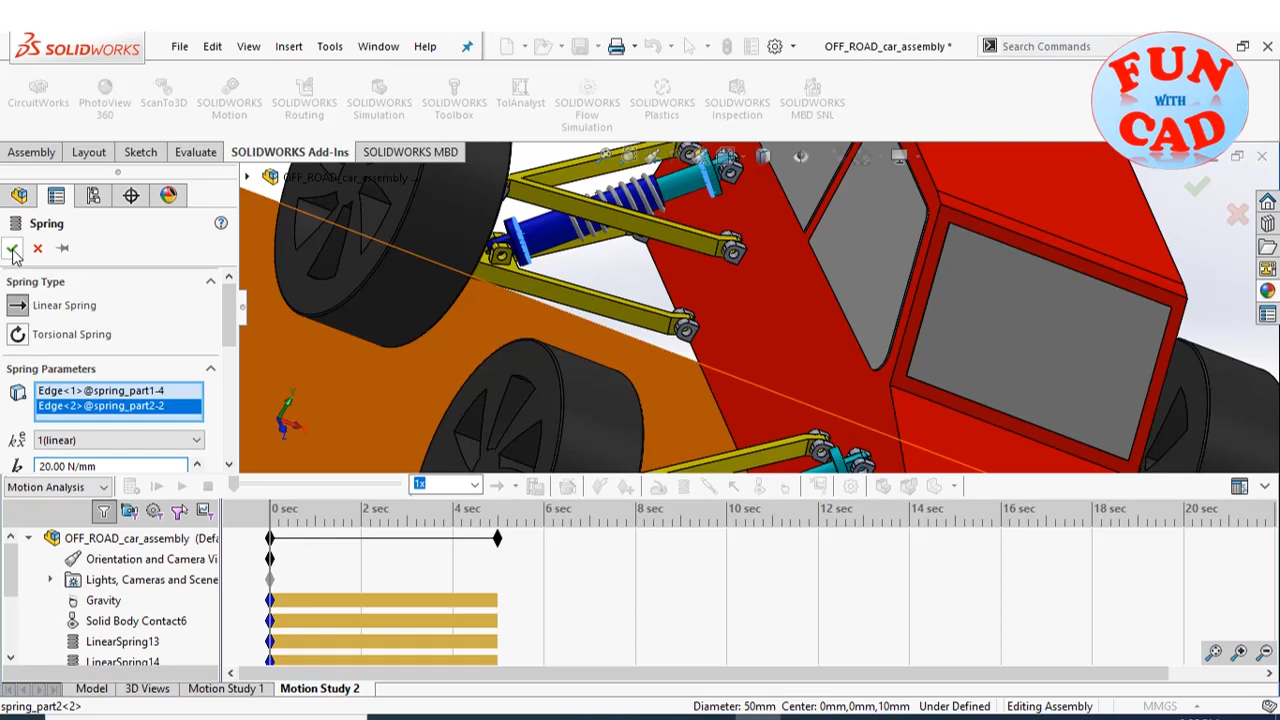 SOLIDWORKS
File Edit View Insert Tools Window Help
OFF_ROAD_car_assembly *
Search Commands
FUN
WITH
CAD
CircuitWorks
PhotoView
360
ScanTo3D
SOLIDWORKS
Motion
SOLIDWORKS
Routing
SOLIDWORKS
Simulation
SOLIDWORKS
Toolbox
TolAnalyst
SOLIDWORKS
Flow
Simulation
SOLIDWORKS
Plastics
SOLIDWORKS
Inspection
SOLIDWORKS
MBD SNL
Assembly Layout Sketch Evaluate SOLIDWORKS Add-Ins SOLIDWORKS MBD
OFF_ROAD_car_assembly ...
Spring
Spring Type
Linear Spring
Torsional Spring
Spring Parameters
Edge<1>@spring_part1-4
Edge<2>@spring_part2-2
1(linear)
20.00 N/mm
Motion Analysis
1x
0 sec 2 sec 4 sec 6 sec 8 sec 10 sec 12 sec 14 sec 16 sec 18 sec 20 sec
OFF_ROAD_car_assembly (Defa
Orientation and Camera Vi
Lights, Cameras and Scene
Gravity
Solid Body Contact6
LinearSpring13
LinearSpring14
Model 3D Views Motion Study 1 Motion Study 2
spring_part2<2>
Diameter: 50mm Center: 0mm,0mm,10mm Under Defined Editing Assembly MMGS